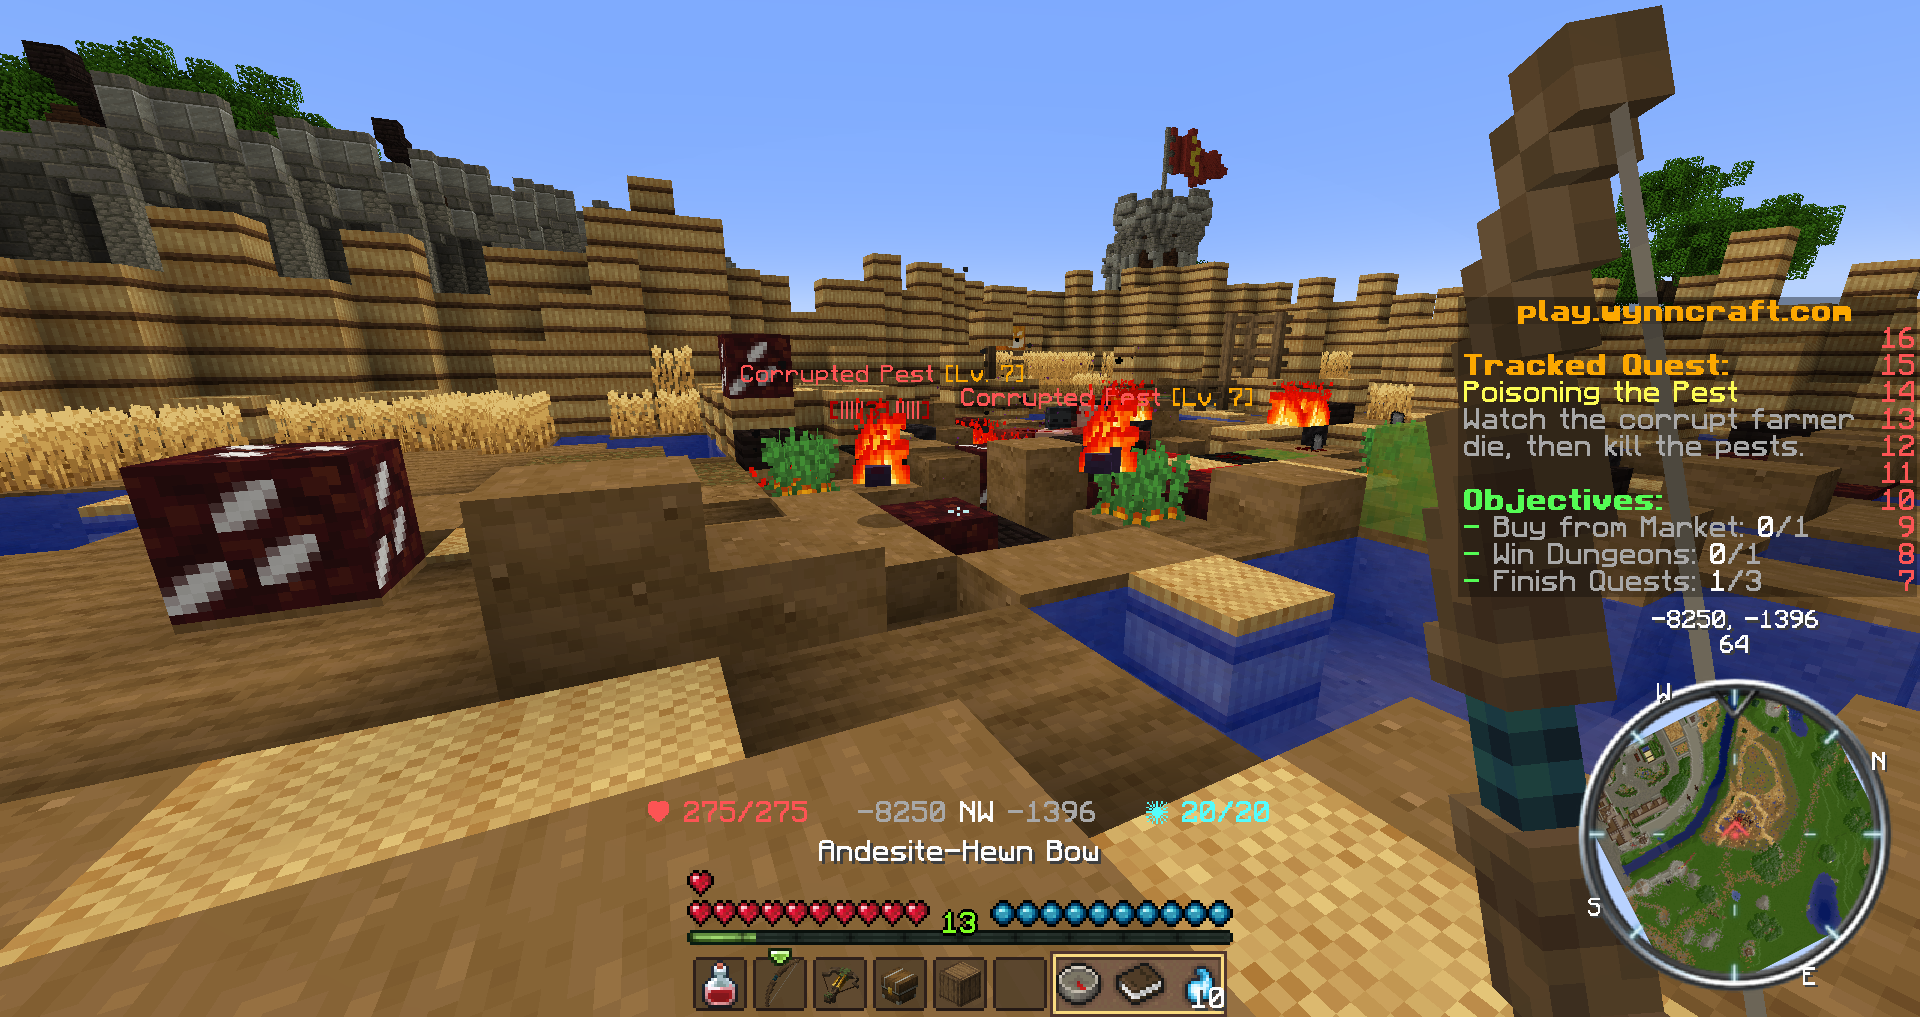 play.wynncraft.com
16
Tracked Quest:
15
Poisoning the Pest
14
Watch the corrupt farmer
13
die, then kill the pests.
12
11
Objectives:
10
- Buy from Market: 0/1
9
- Win Dungeons: 0/1
8
- Finish Quests: 1/3
7
Corrupted Pest [Lv. 7]
Corrupted Pest [Lv. 7]
-8250, -1396
64
W
N
S
E
275/275
-8250 NW -1396
20/20
Andesite-Hewn Bow
13
10